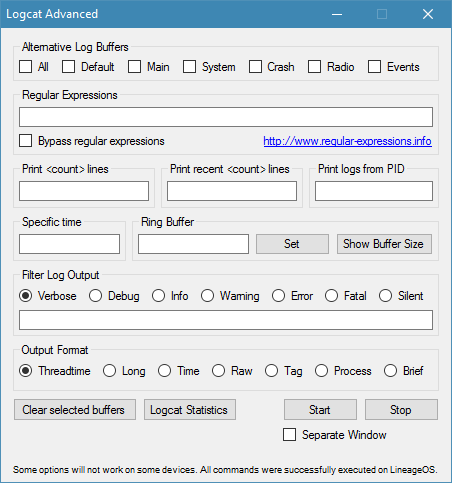 Logcat Advanced
Alternative Log Buffers
All Default Main System Crash Radio Events
Regular Expressions
Bypass regular expressions http://www.regular-expressions.info
Print <count> lines Print recent <count> lines Print logs from PID
Specific time Ring Buffer
Set Show Buffer Size
Filter Log Output
Verbose Debug Info Warning Error Fatal Silent
Output Format
Threadtime Long Time Raw Tag Process Brief
Clear selected buffers Logcat Statistics Start Stop
Separate Window
Some options will not work on some devices. All commands were successfully executed on LineageOS.